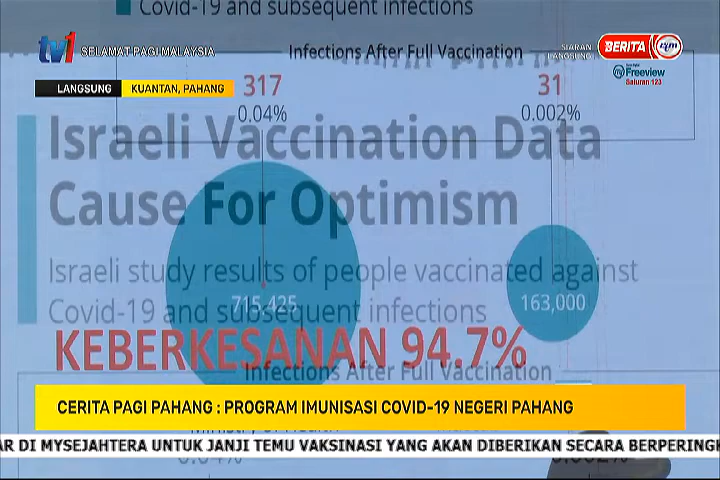 Covid-19 and subsequent infections
tv1 SELAMAT PAGI MALAYSIA
Infections After Full Vaccination
SIARAN
LANGSUNG
BERITA rtm
Freeview
Saluran 123
LANGSUNG KUANTAN, PAHANG
317 31
0.04% 0.002%
Israeli Vaccination Data
Cause For Optimism
Israeli study results of people vaccinated against
Covid-19 and subsequent infections
715,425 163,000
KEBERKESANAN 94.7%
Infections After Full Vaccination
CERITA PAGI PAHANG : PROGRAM IMUNISASI COVID-19 NEGERI PAHANG
DI MYSEJAHTERA UNTUK JANJI TEMU VAKSINASI YANG AKAN DIBERIKAN SECARA
0.04% 0.002%